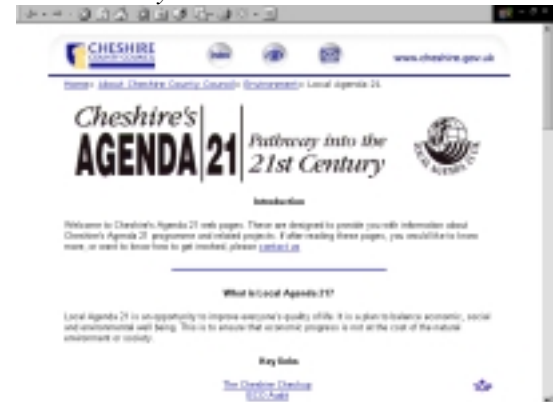 CHESHIRE
COUNTY COUNCIL
www.cheshire.gov.uk
Home> About Cheshire County Council> Environment> Local Agenda 21
Cheshire's
AGENDA 21
Pathway into the
21st Century
LOCAL AGENDA 21 UK
Introduction
Welcome to Cheshire's Agenda 21 web pages. These are designed to provide you with information about
Cheshire's Agenda 21 programme and related projects. If after reading these pages, you would like to know
more, or want to know how to get involved, please contact us
What is Local Agenda 21?
Local Agenda 21 is an opportunity to improve everyone's quality of life. It is a plan to balance economic, social
and environmental well being. This is to ensure that economic progress is not at the cost of the natural
environment or society.
Key links
The Cheshire Checkup